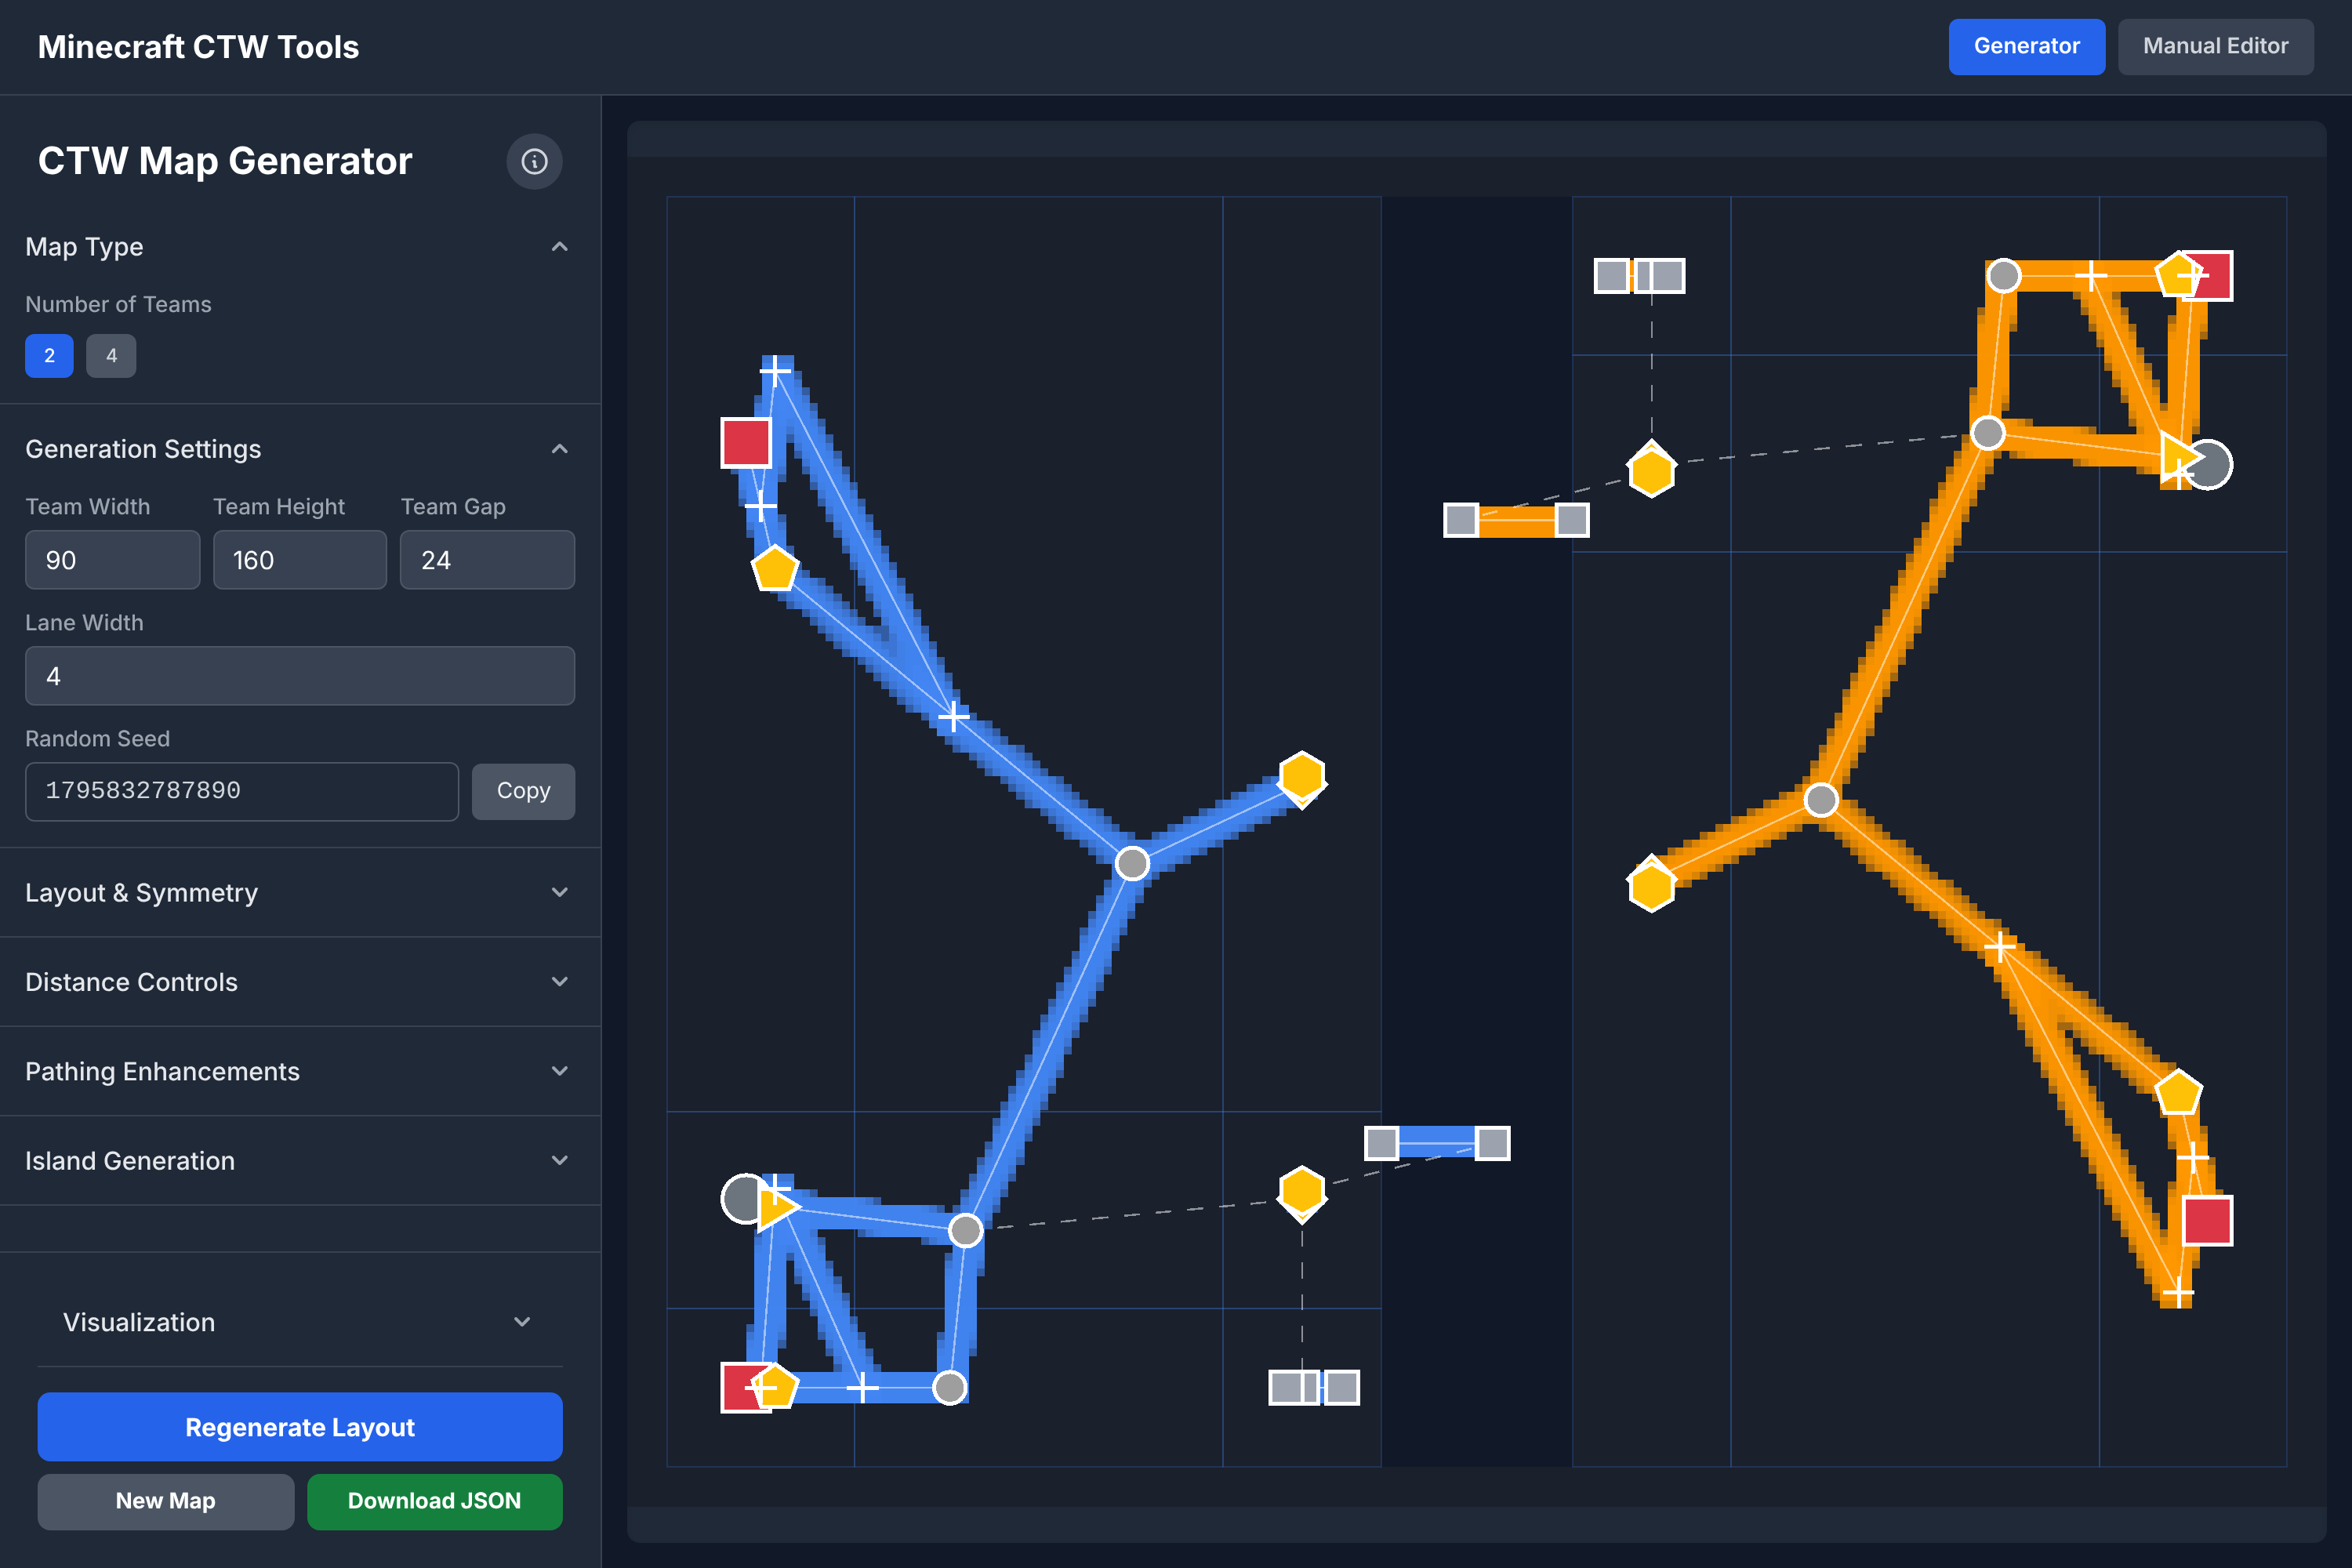 Minecraft CTW Tools
Generator
Manual Editor
CTW Map Generator
Map Type
Number of Teams
2
4
Generation Settings
Team Width
Team Height
Team Gap
90
160
24
Lane Width
4
Random Seed
1795832787890
Copy
Layout & Symmetry
Distance Controls
Pathing Enhancements
Island Generation
Visualization
Regenerate Layout
New Map
Download JSON